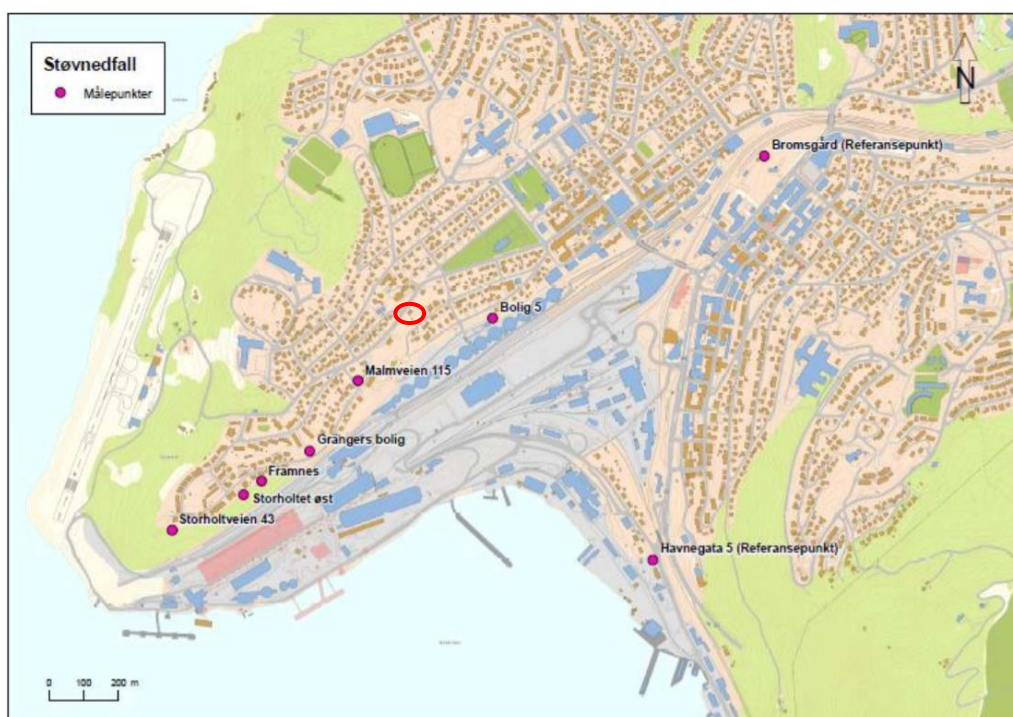 Støvnedfall
Målepunkter
N
Bromsgård (Referansepunkt)
Bolig 5
Malmveien 115
Grangers bolig
Framnes
Storholtet øst
Storholtveien 43
Havnegata 5 (Referansepunkt)
0 100 200 m